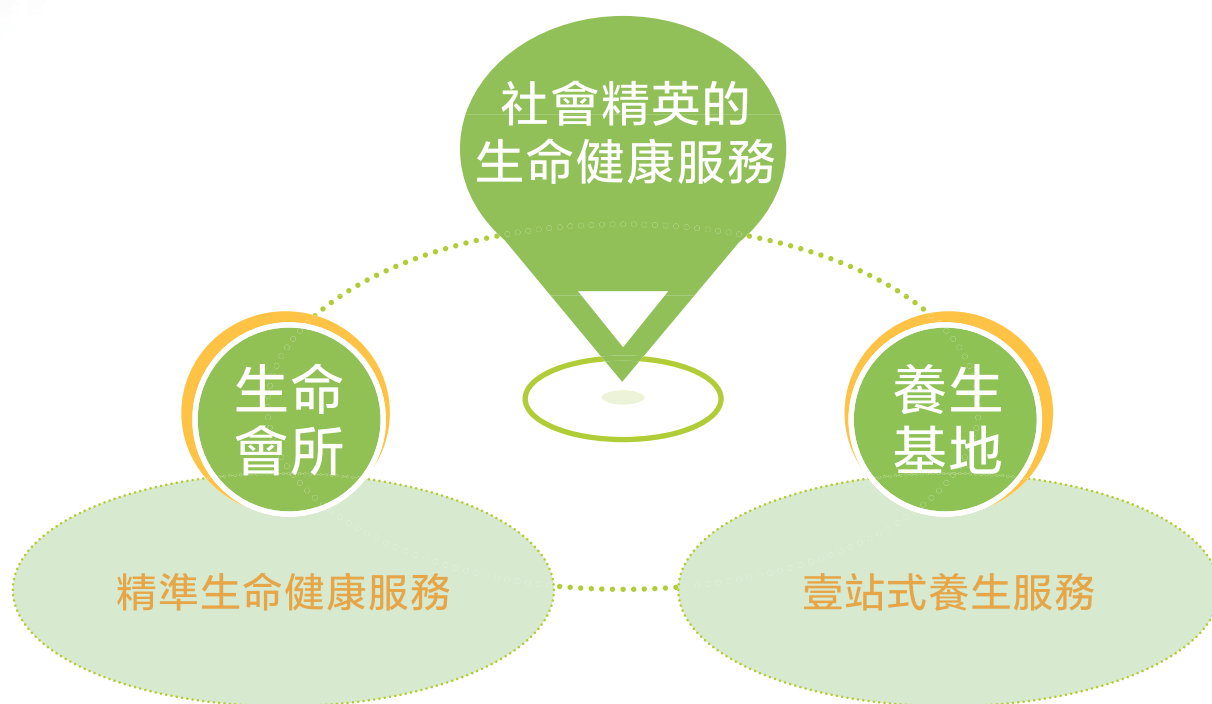 社會精英的
生命健康服務
生命
會所
養生
基地
精準生命健康服務
壹站式養生服務